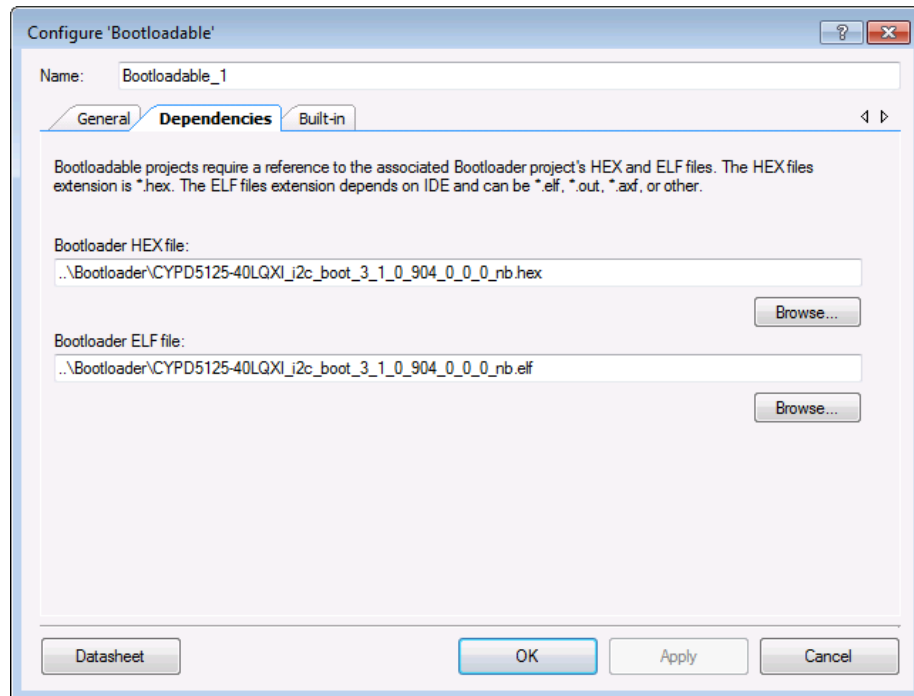 Configure 'Bootloadable'
Name: Bootloadable_1
General Dependencies Built-in
Bootloadable projects require a reference to the associated Bootloader project's HEX and ELF files. The HEX files
extension is *.hex. The ELF files extension depends on IDE and can be *.elf, *.out, *.axf, or other.
Bootloader HEX file:
..\Bootloader\CYPD5125-40LQXI_i2c_boot_3_1_0_904_0_0_0_nb.hex
Browse...
Bootloader ELF file:
..\Bootloader\CYPD5125-40LQXI_i2c_boot_3_1_0_904_0_0_0_nb.elf
Browse...
Datasheet OK Apply Cancel